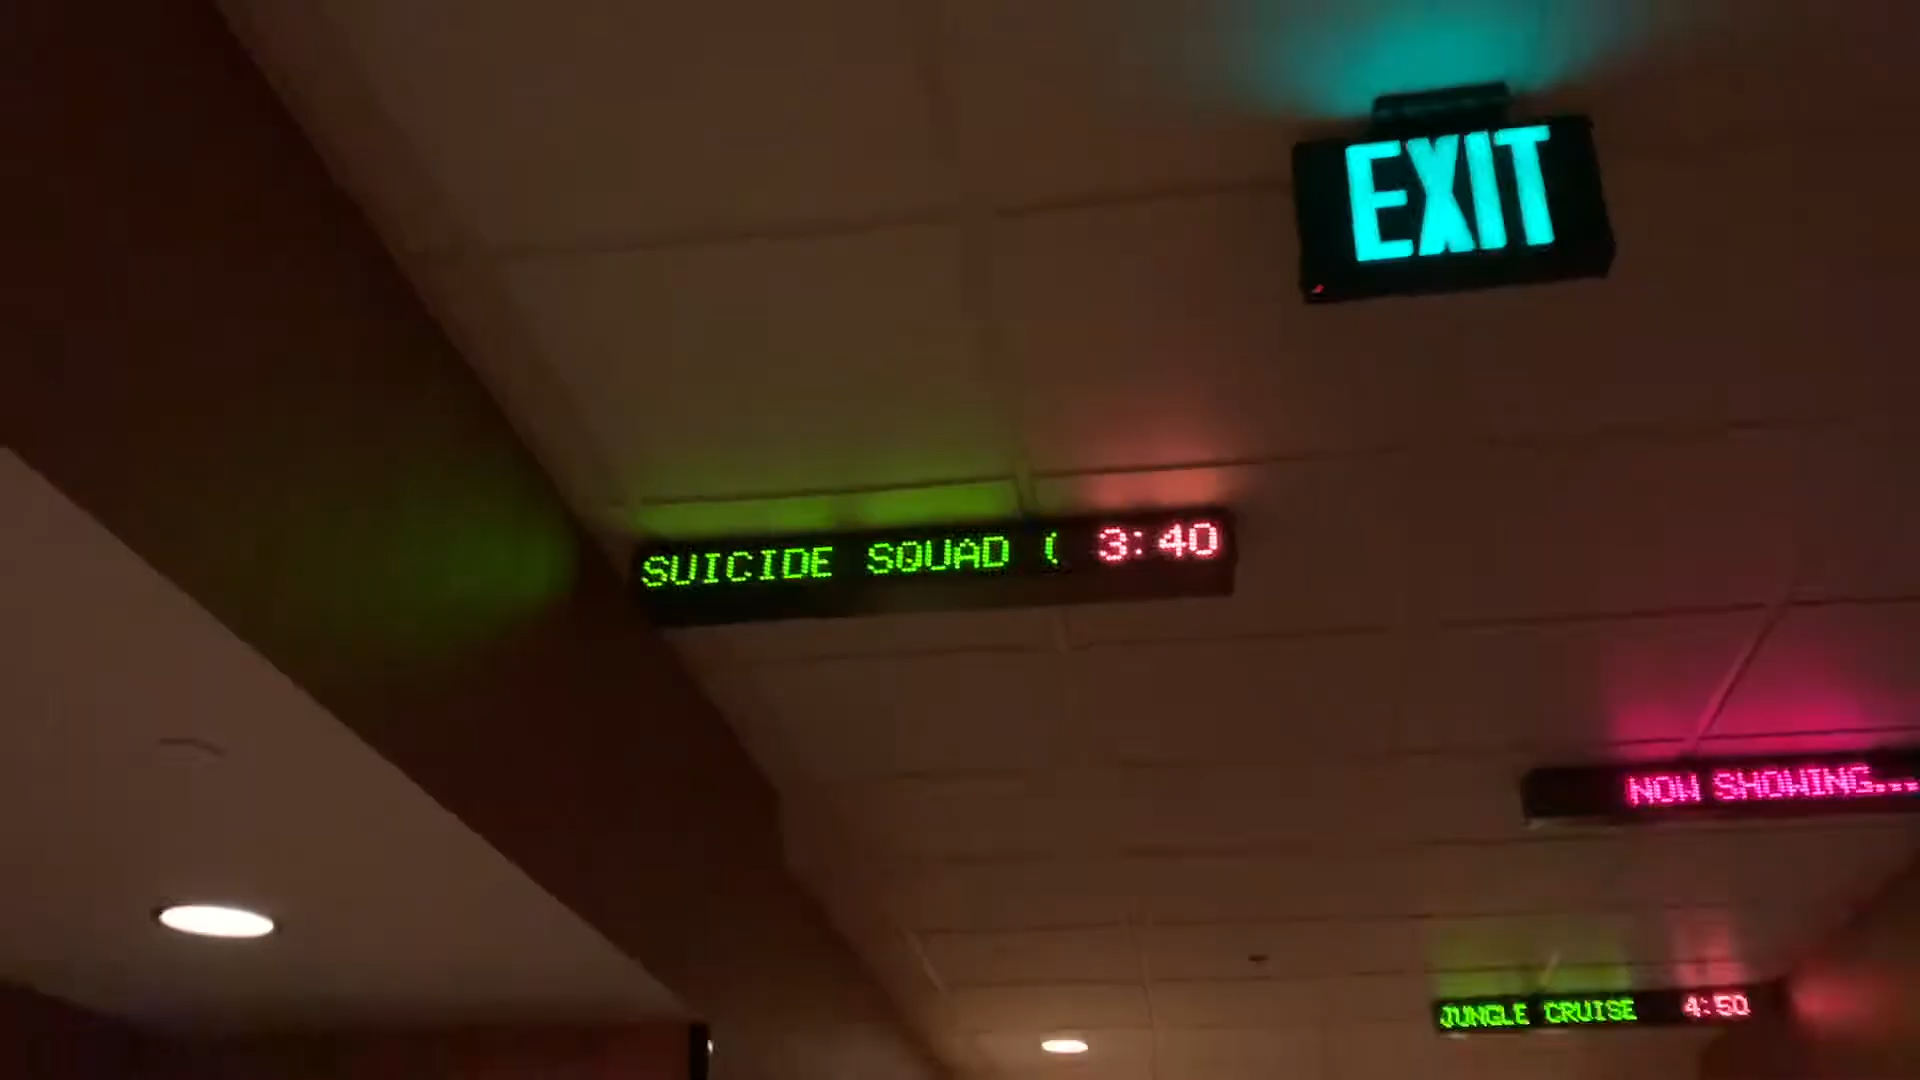 EXIT
SUICIDE SQUAD ( 3:40
NOW SHOWING...
JUNGLE CRUISE 4:50